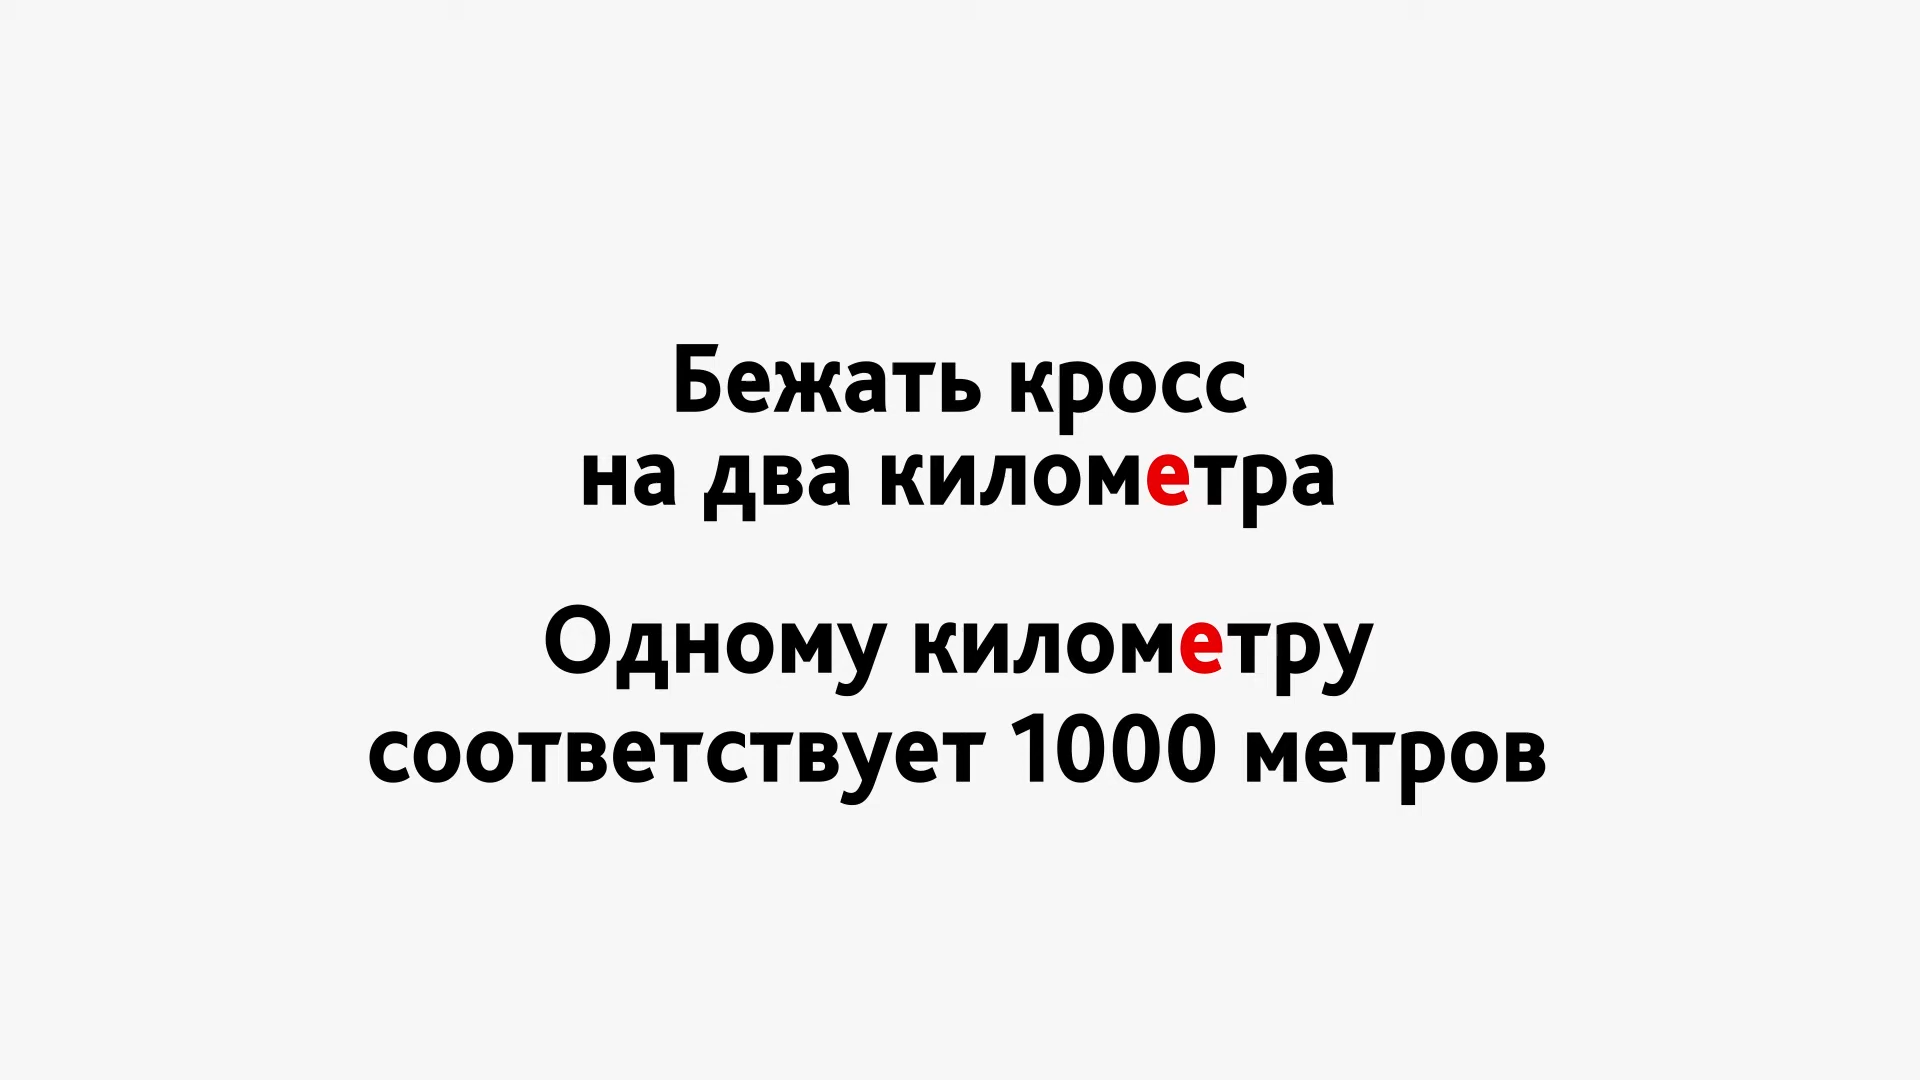 Бежать кросс
на два километра
Одному километру
соответствует 1000 метров